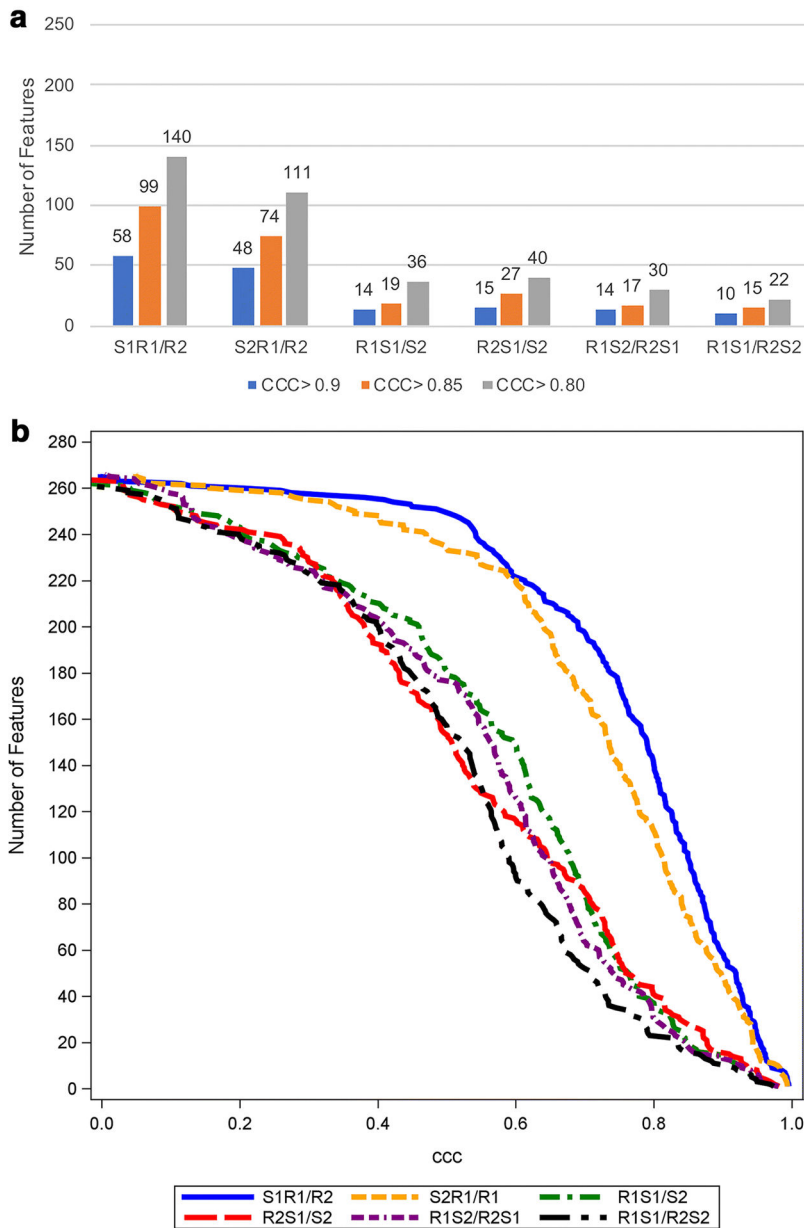 a
Number of Features
250
200
150
100
50
0
58 99 140
48 74 111
14 19 36
15 27 40
14 17 30
10 15 22
S1R1/R2 S2R1/R2 R1S1/S2 R2S1/S2 R1S2/R2S1 R1S1/R2S2
CCC> 0.9 CCC> 0.85 CCC> 0.80
b
Number of Features
280
260
240
220
200
180
160
140
120
100
80
60
40
20
0
0.0 0.2 0.4 0.6 0.8 1.0
ccc
S1R1/R2 S2R1/R1 R1S1/S2
R2S1/S2 R1S2/R2S1 R1S1/R2S2